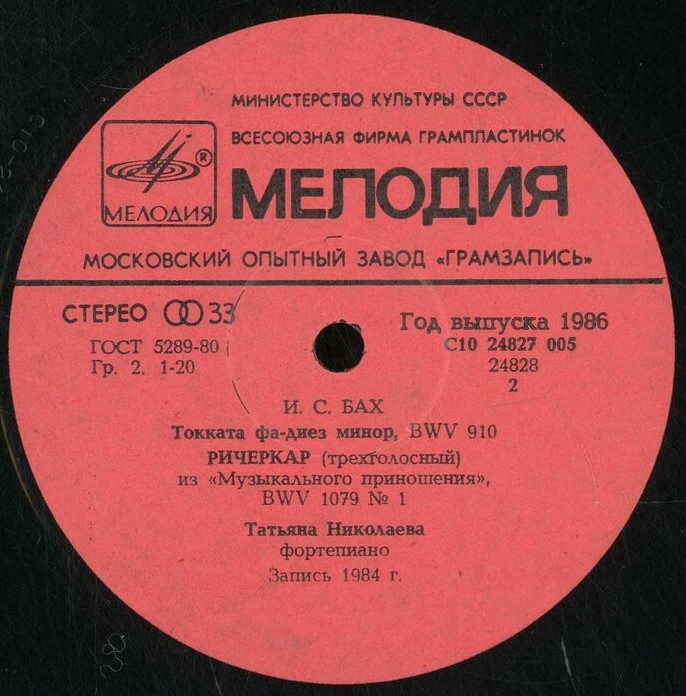 МИНИСТЕРСТВО КУЛЬТУРЫ СССР
ВСЕСОЮЗНАЯ ФИРМА ГРАМПЛАСТИНОК
®
МЕЛОДИЯ
МЕЛОДИЯ
МОСКОВСКИЙ ОПЫТНЫЙ ЗАВОД «ГРАМЗАПИСЬ»
СТЕРЕО 33
Год выпуска 1986
ГОСТ 5289-80
С10 24827 005
Гр. 2. 1-20
24828
2
И. С. БАХ
Токката фа-диез минор, BWV 910
РИЧЕРКАР (трехголосный)
из «Музыкального приношения»,
BWV 1079 № 1
Татьяна Николаева
фортепиано
Запись 1984 г.